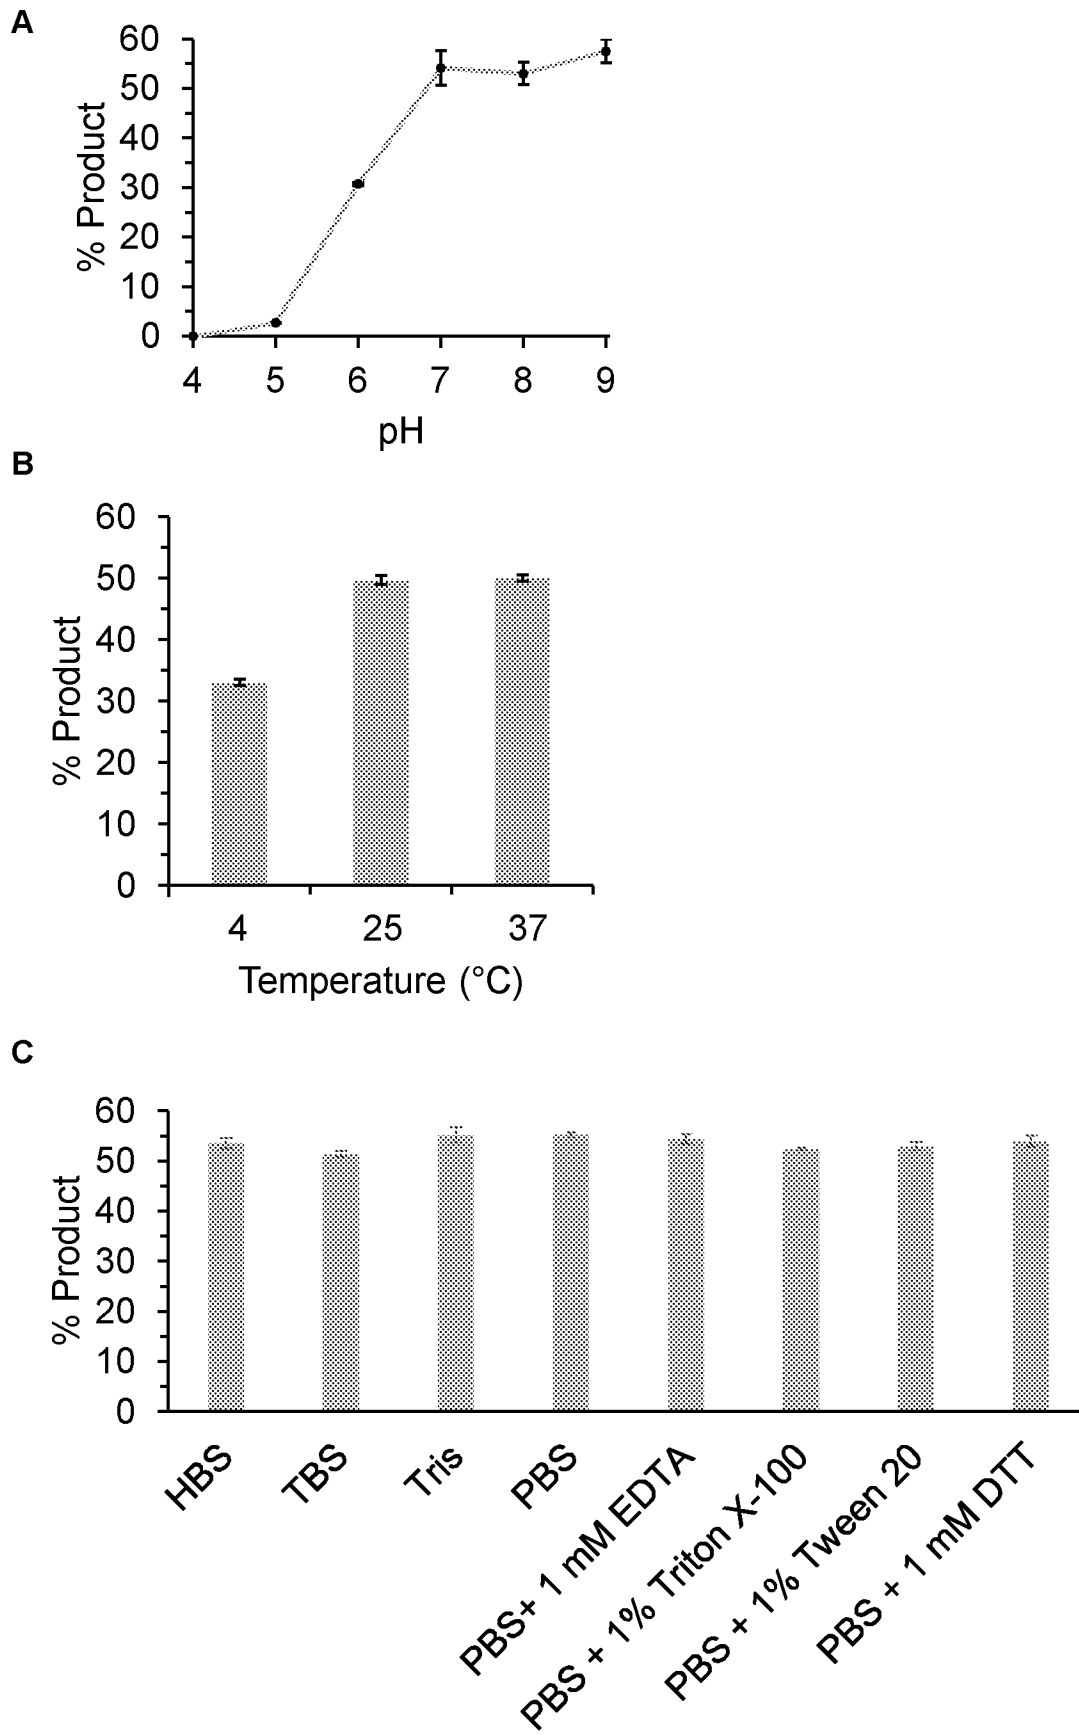 A
60
50
40
30
20
10
0
% Product
4 5 6 7 8 9
pH
B
60
50
40
30
20
10
0
% Product
4 25 37
Temperature (°C)
C
60
50
40
30
20
10
0
% Product
HBS
TBS
Tris
PBS
PBS+ 1 mM EDTA
PBS + 1% Triton X-100
PBS + 1% Tween 20
PBS + 1 mM DTT